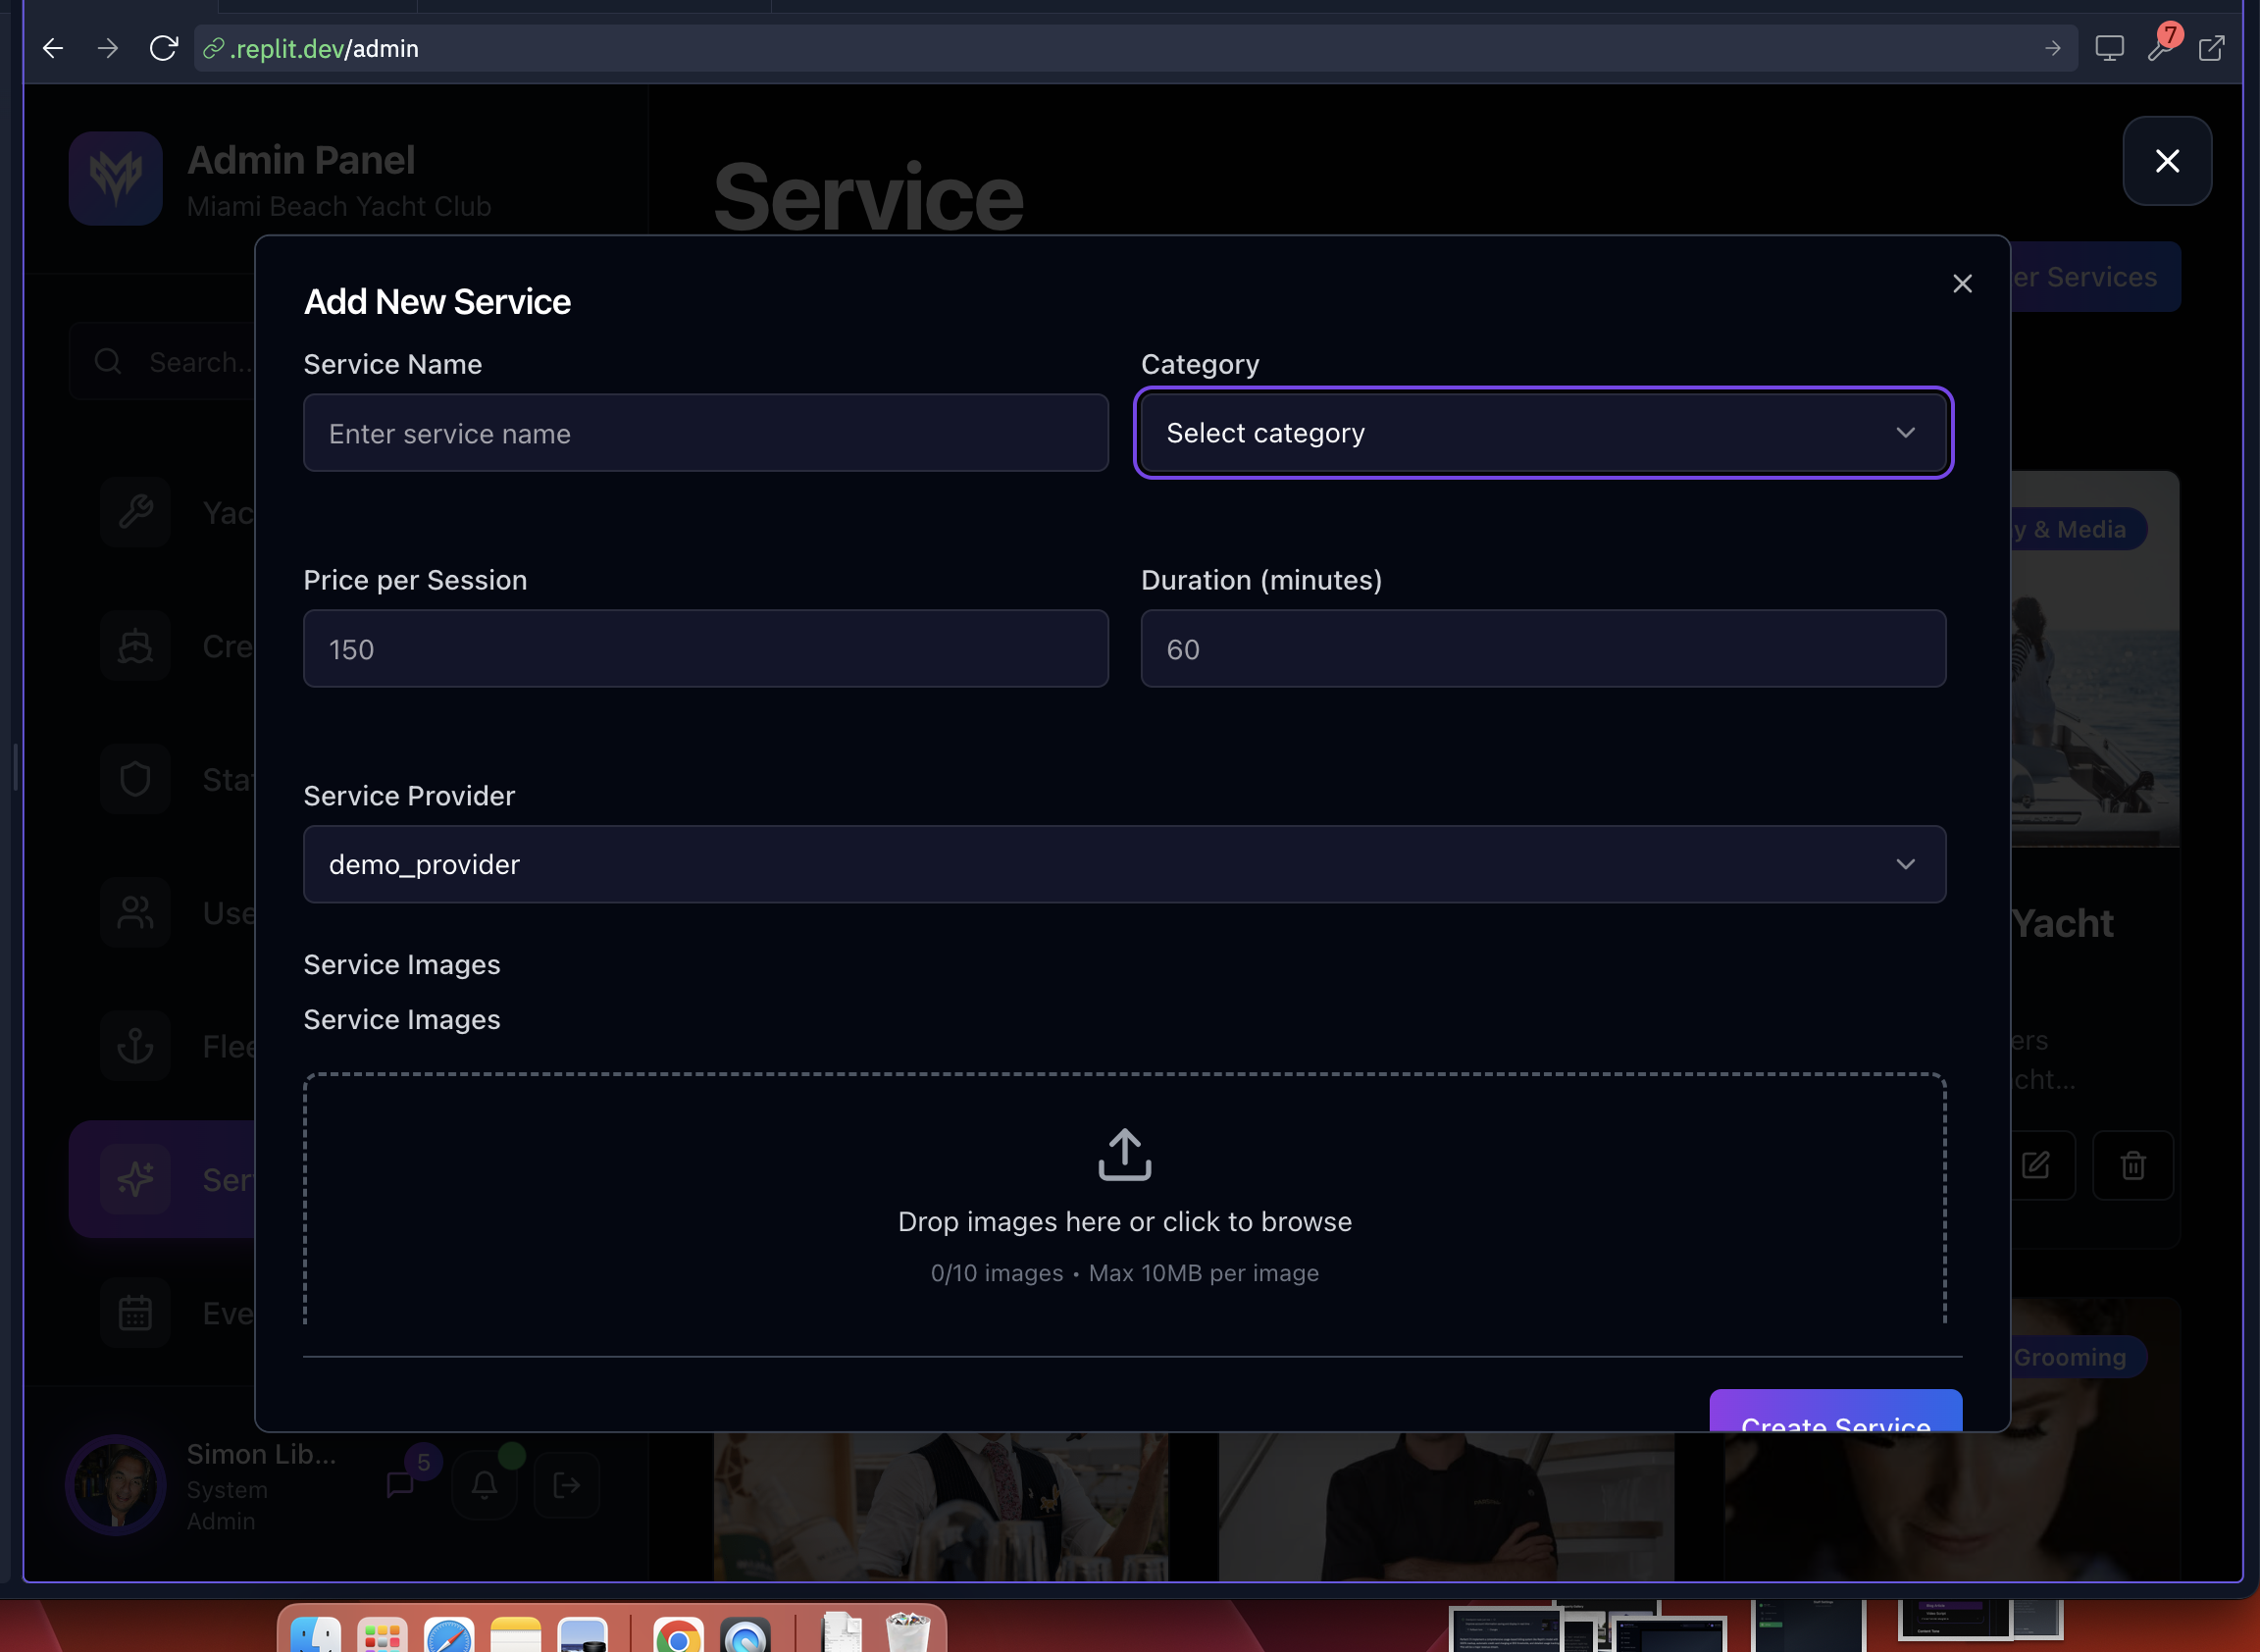 .replit.dev/admin
7
Admin Panel
Miami Beach Yacht Club
Service
er Services
Search..
Add New Service
Service Name
Category
Enter service name
Select category
Yac
y & Media
Price per Session
Duration (minutes)
150
60
Cre
Stat
Service Provider
demo_provider
Use
Yacht
Service Images
Service Images
Flee
ers
cht...
Drop images here or click to browse
0/10 images • Max 10MB per image
Ser
Eve
Grooming
Create Service
Simon Lib...
System
Admin
5